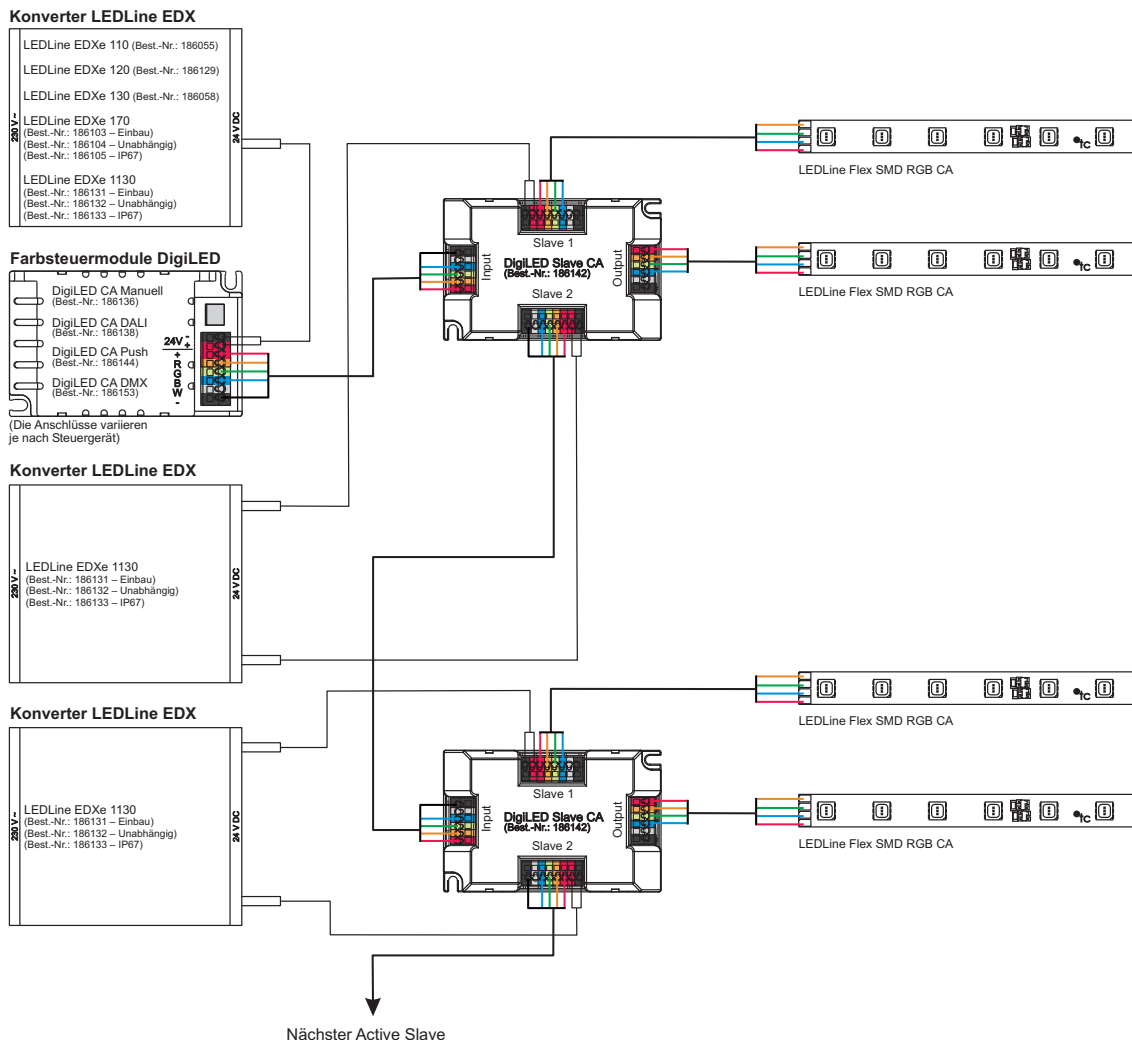 Konverter LEDLine EDX
LEDLine EDXe 110 (Best.-Nr.: 186055)
LEDLine EDXe 120 (Best.-Nr.: 186129)
LEDLine EDXe 130 (Best.-Nr.: 186058)
LEDLine EDXe 170
(Best.-Nr.: 186103 – Einbau)
(Best.-Nr.: 186104 – Unabhängig)
(Best.-Nr.: 186105 – IP67)
LEDLine EDXe 1130
(Best.-Nr.: 186131 – Einbau)
(Best.-Nr.: 186132 – Unabhängig)
(Best.-Nr.: 186133 – IP67)
230 V ~
24 V DC
Farbsteuermodule DigiLED
DigiLED CA Manuell
(Best.-Nr.: 186136)
DigiLED CA DALI
(Best.-Nr.: 186138)
DigiLED CA Push
(Best.-Nr.: 186144)
DigiLED CA DMX
(Best.-Nr.: 186153)
-
24V +
+
R
G
B
W
-
(Die Anschlüsse variieren
je nach Steuergerät)
Konverter LEDLine EDX
230 V ~
LEDLine EDXe 1130
(Best.-Nr.: 186131 – Einbau)
(Best.-Nr.: 186132 – Unabhängig)
(Best.-Nr.: 186133 – IP67)
24 V DC
Konverter LEDLine EDX
230 V ~
LEDLine EDXe 1130
(Best.-Nr.: 186131 – Einbau)
(Best.-Nr.: 186132 – Unabhängig)
(Best.-Nr.: 186133 – IP67)
24 V DC
Slave 1
Input
DigiLED Slave CA
(Best.-Nr.: 186142)
Output
Slave 2
tc
LEDLine Flex SMD RGB CA
tc
LEDLine Flex SMD RGB CA
Slave 1
Input
DigiLED Slave CA
(Best.-Nr.: 186142)
Output
Slave 2
tc
LEDLine Flex SMD RGB CA
tc
LEDLine Flex SMD RGB CA
Nächster Active Slave